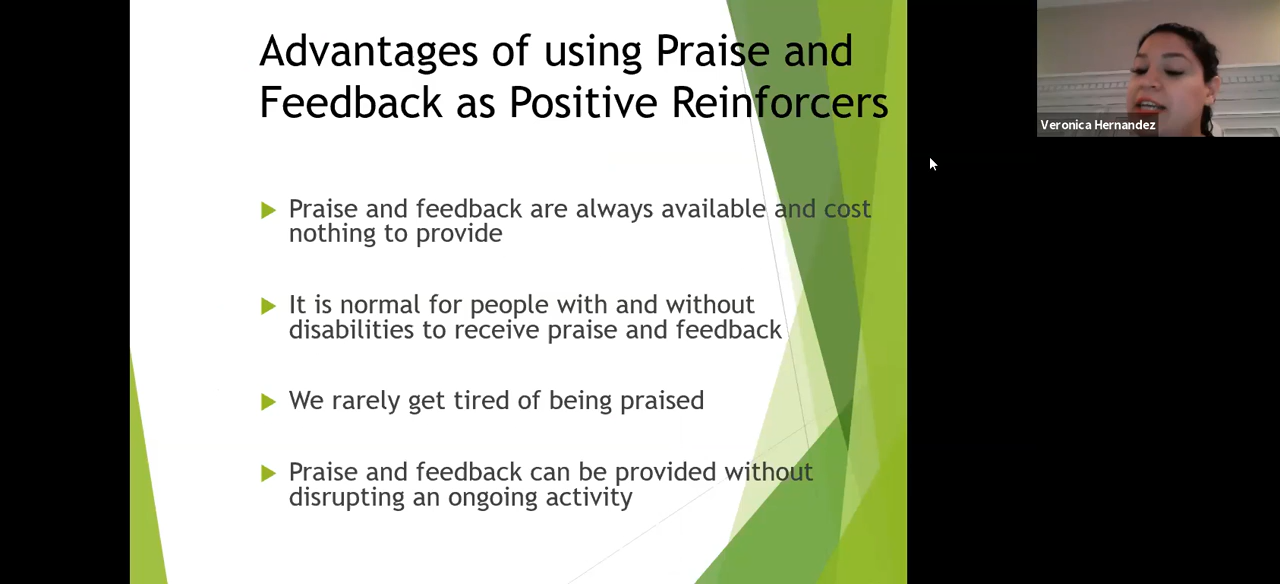 Advantages of using Praise and
Feedback as Positive Reinforcers
Veronica Hernandez
Praise and feedback are always available and cost
nothing to provide
It is normal for people with and without
disabilities to receive praise and feedback
We rarely get tired of being praised
Praise and feedback can be provided without
disrupting an ongoing activity